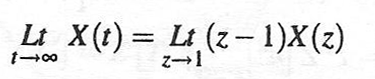 Lt t→∞ X(t) = Lt z→1 (z − 1)X(z)